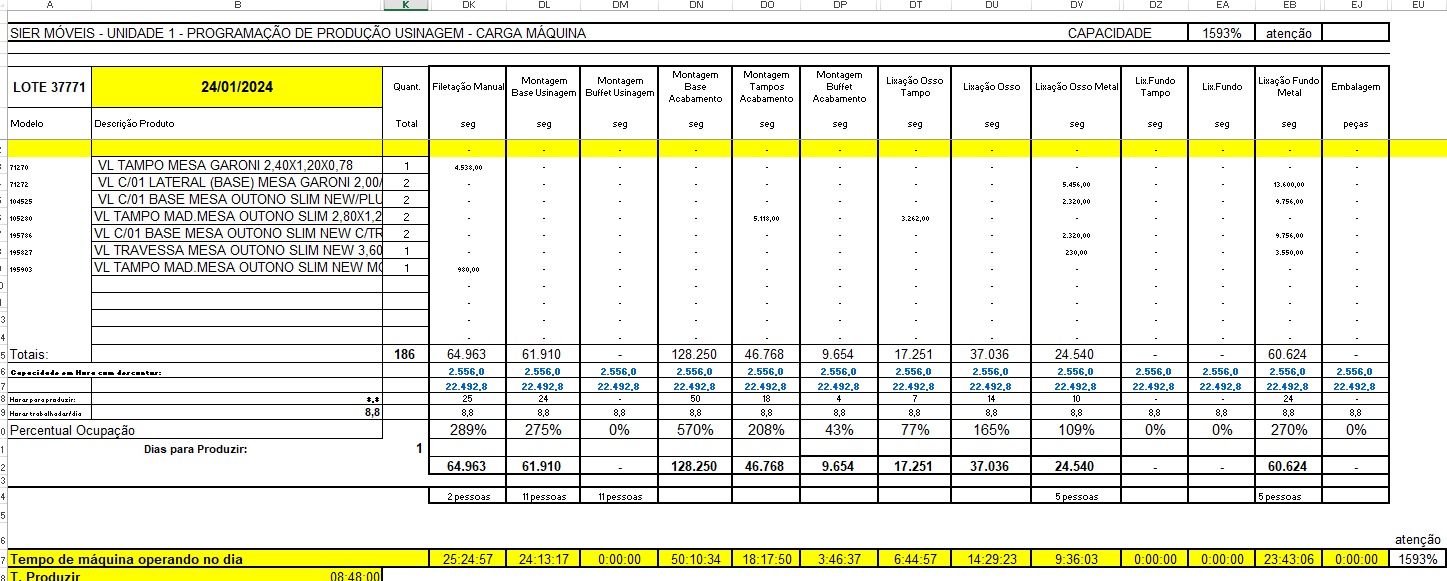 A B K DK DL DM DN DO DP DT DU DV DZ EA EB EJ EU
SIER MÓVEIS - UNIDADE 1 - PROGRAMAÇÃO DE PRODUÇÃO USINAGEM - CARGA MÁQUINA CAPACIDADE 1593% atenção
LOTE 37771 24/01/2024 Quant. Filetação Manual Montagem Base Usinagem Montagem Buffet Usinagem Montagem Base Acabamento Montagem Tampos Acabamento Montagem Buffet Acabamento Lixação Osso Tampo Lixação Osso Lixação Osso Metal Lix.Fundo Tampo Lix.Fundo Lixação Fundo Metal Embalagem
Modelo Descrição Produto Total seg seg seg seg seg seg seg seg seg seg seg seg peças
- - - - - - - - - - - - -
71270 VL TAMPO MESA GARONI 2,40X1,20X0,78 1 4.538,00 - - - - - - - - - - - -
71272 VL C/01 LATERAL (BASE) MESA GARONI 2,00/ 2 - - - - - - - - 5.456,00 - - 13.600,00 -
104525 VL C/01 BASE MESA OUTONO SLIM NEW/PLU 2 - - - - - - - - 2.320,00 - - 9.756,00 -
105280 VL TAMPO MAD.MESA OUTONO SLIM 2,80X1,2 2 - - - - 5.118,00 - 3.262,00 - - - - - -
195786 VL C/01 BASE MESA OUTONO SLIM NEW C/TR 2 - - - - - - - - 2.320,00 - - 9.756,00 -
195827 VL TRAVESSA MESA OUTONO SLIM NEW 3,60 1 - - - - - - - - 230,00 - - 3.550,00 -
195903 VL TAMPO MAD.MESA OUTONO SLIM NEW MO 1 980,00 - - - - - - - - - - - -
- - - - - - - - - - - - -
- - - - - - - - - - - - -
- - - - - - - - - - - - -
- - - - - - - - - - - - -
Totais: 186 64.963 61.910 - 128.250 46.768 9.654 17.251 37.036 24.540 - - 60.624 -
Capacidade em Hora com descontar: 2.556,0 2.556,0 2.556,0 2.556,0 2.556,0 2.556,0 2.556,0 2.556,0 2.556,0 2.556,0 2.556,0 2.556,0 2.556,0
22.492,8 22.492,8 22.492,8 22.492,8 22.492,8 22.492,8 22.492,8 22.492,8 22.492,8 22.492,8 22.492,8 22.492,8 22.492,8
Horas para produzir: 8,8 25 24 - 50 18 4 7 14 10 - - 24 -
Horas trabalhadas/dia 8,8 8,8 8,8 8,8 8,8 8,8 8,8 8,8 8,8 8,8 8,8 8,8 8,8 8,8
Percentual Ocupação 289% 275% 0% 570% 208% 43% 77% 165% 109% 0% 0% 270% 0%
Dias para Produzir: 1
64.963 61.910 - 128.250 46.768 9.654 17.251 37.036 24.540 - - 60.624 -
2 pessoas 11 pessoas 11 pessoas 5 pessoas 5 pessoas
atenção
Tempo de máquina operando no dia 25:24:57 24:13:17 0:00:00 50:10:34 18:17:50 3:46:37 6:44:57 14:29:23 9:36:03 0:00:00 0:00:00 23:43:06 0:00:00 1593%
T. Produzir 08:48:00